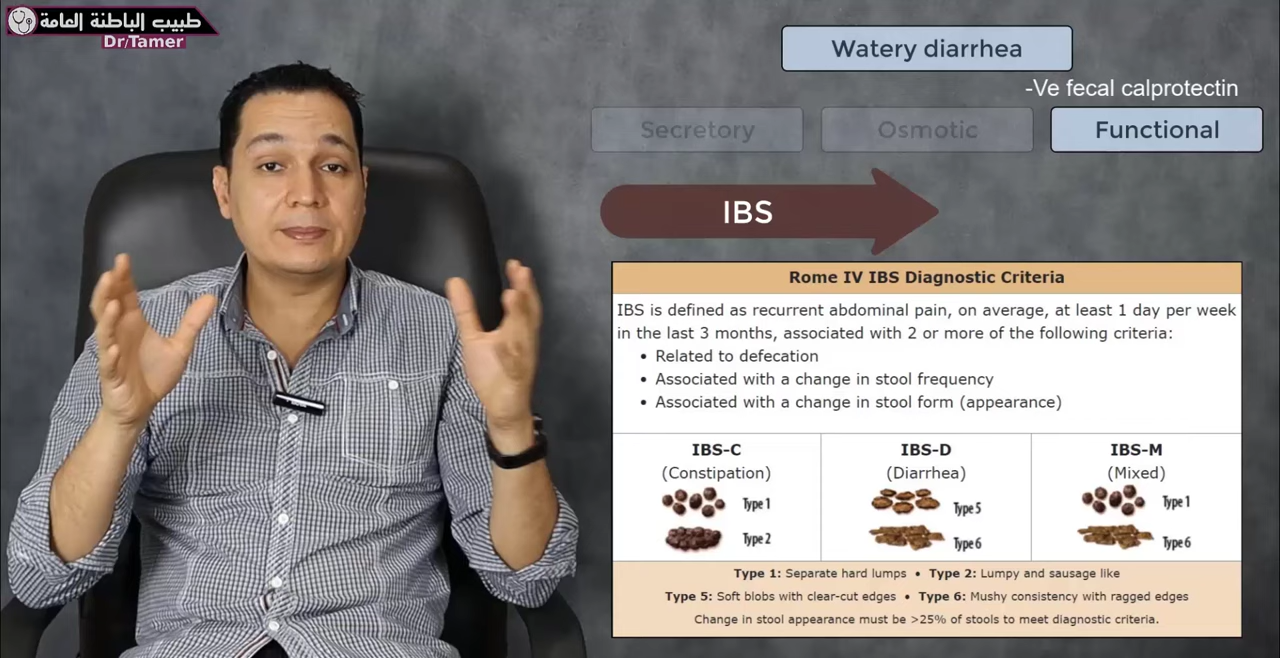 طبيب الباطنة العامة
Dr/Tamer
Watery diarrhea
-Ve fecal calprotectin
Secretory
Osmotic
Functional
IBS
Rome IV IBS Diagnostic Criteria
IBS is defined as recurrent abdominal pain, on average, at least 1 day per week
in the last 3 months, associated with 2 or more of the following criteria:
• Related to defecation
• Associated with a change in stool frequency
• Associated with a change in stool form (appearance)
IBS-C
(Constipation)
Type 1
Type 2
IBS-D
(Diarrhea)
Type 5
Type 6
IBS-M
(Mixed)
Type 1
Type 6
Type 1: Separate hard lumps • Type 2: Lumpy and sausage like
Type 5: Soft blobs with clear-cut edges • Type 6: Mushy consistency with ragged edges
Change in stool appearance must be >25% of stools to meet diagnostic criteria.